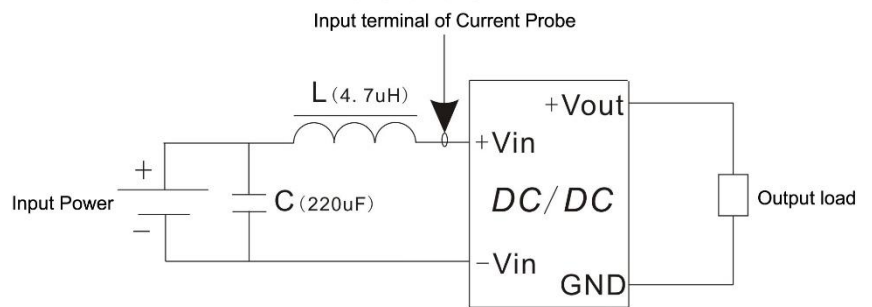 Input terminal of Current Probe
L(4.7uH)
+Vout
+Vin
+
Input Power
C(220uF)
DC/DC
Output load
−
−Vin
GND